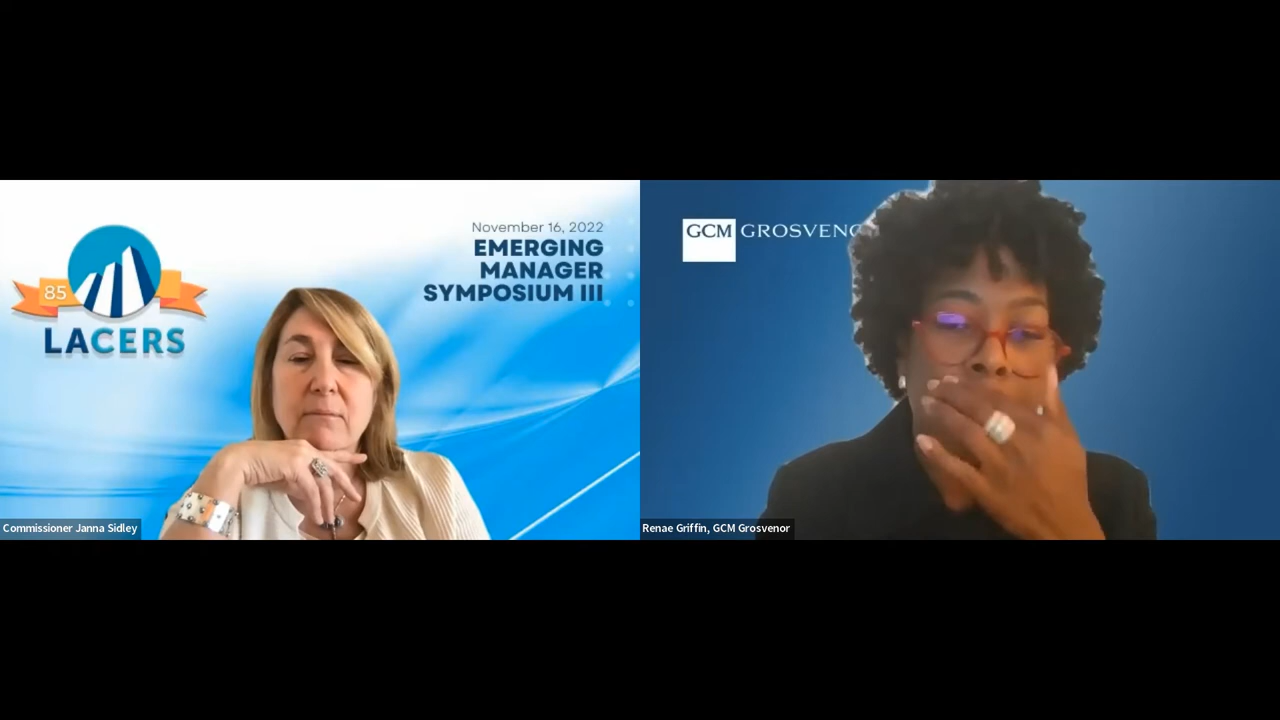 November 16, 2022
EMERGING
MANAGER
SYMPOSIUM III
85
LACERS
Commissioner Janna Sidley
GCM GROSVENO
Renae Griffin, GCM Grosvenor